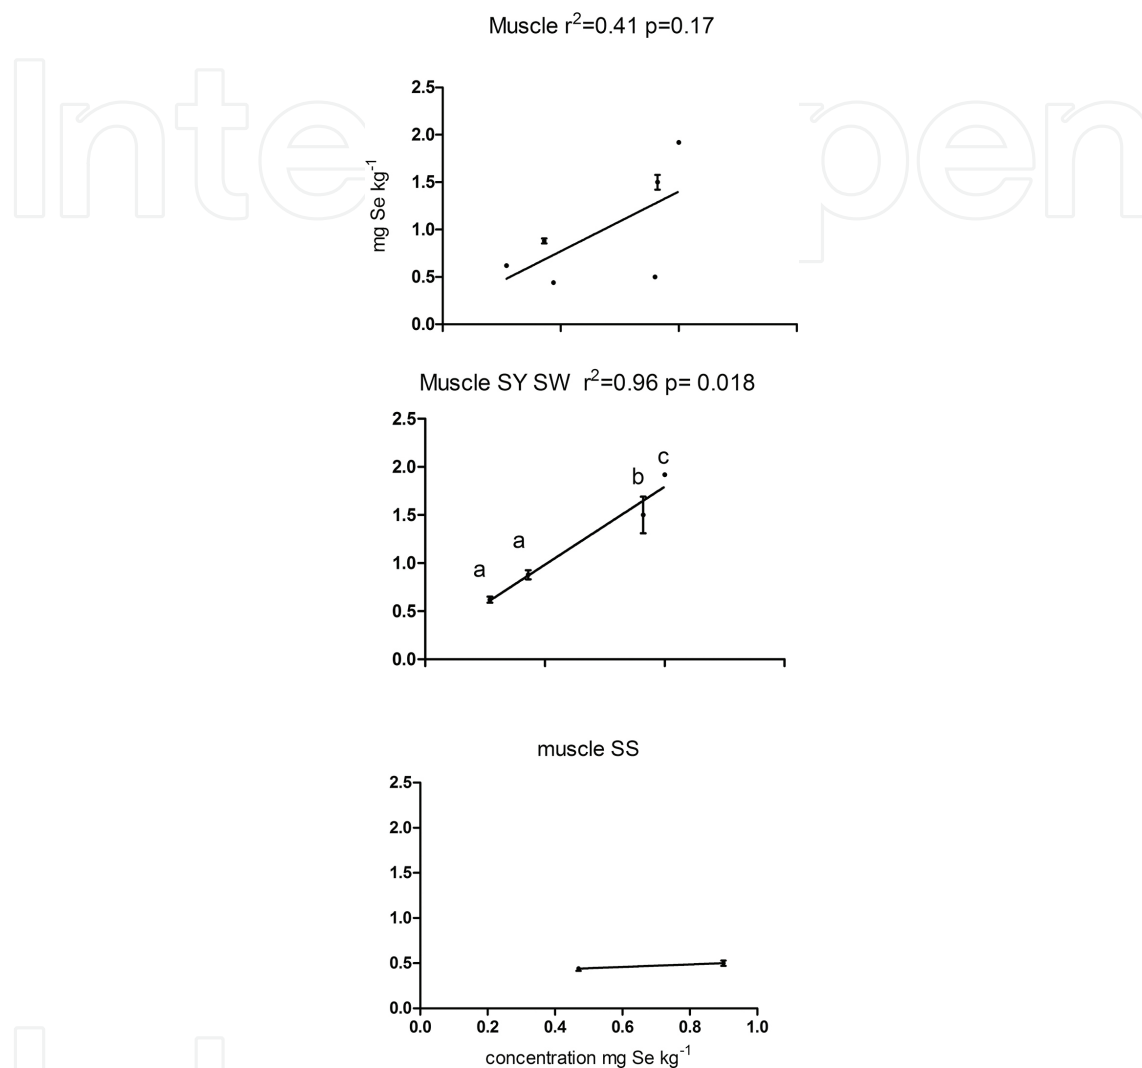 Muscle r²=0.41 p=0.17
2.5
2.0
1.5
1.0
0.5
0.0
mg Se kg⁻¹
Muscle SY SW r²=0.96 p= 0.018
2.5
2.0
1.5
1.0
0.5
0.0
a
a
b
c
muscle SS
2.5
2.0
1.5
1.0
0.5
0.0
0.0 0.2 0.4 0.6 0.8 1.0
concentration mg Se kg⁻¹